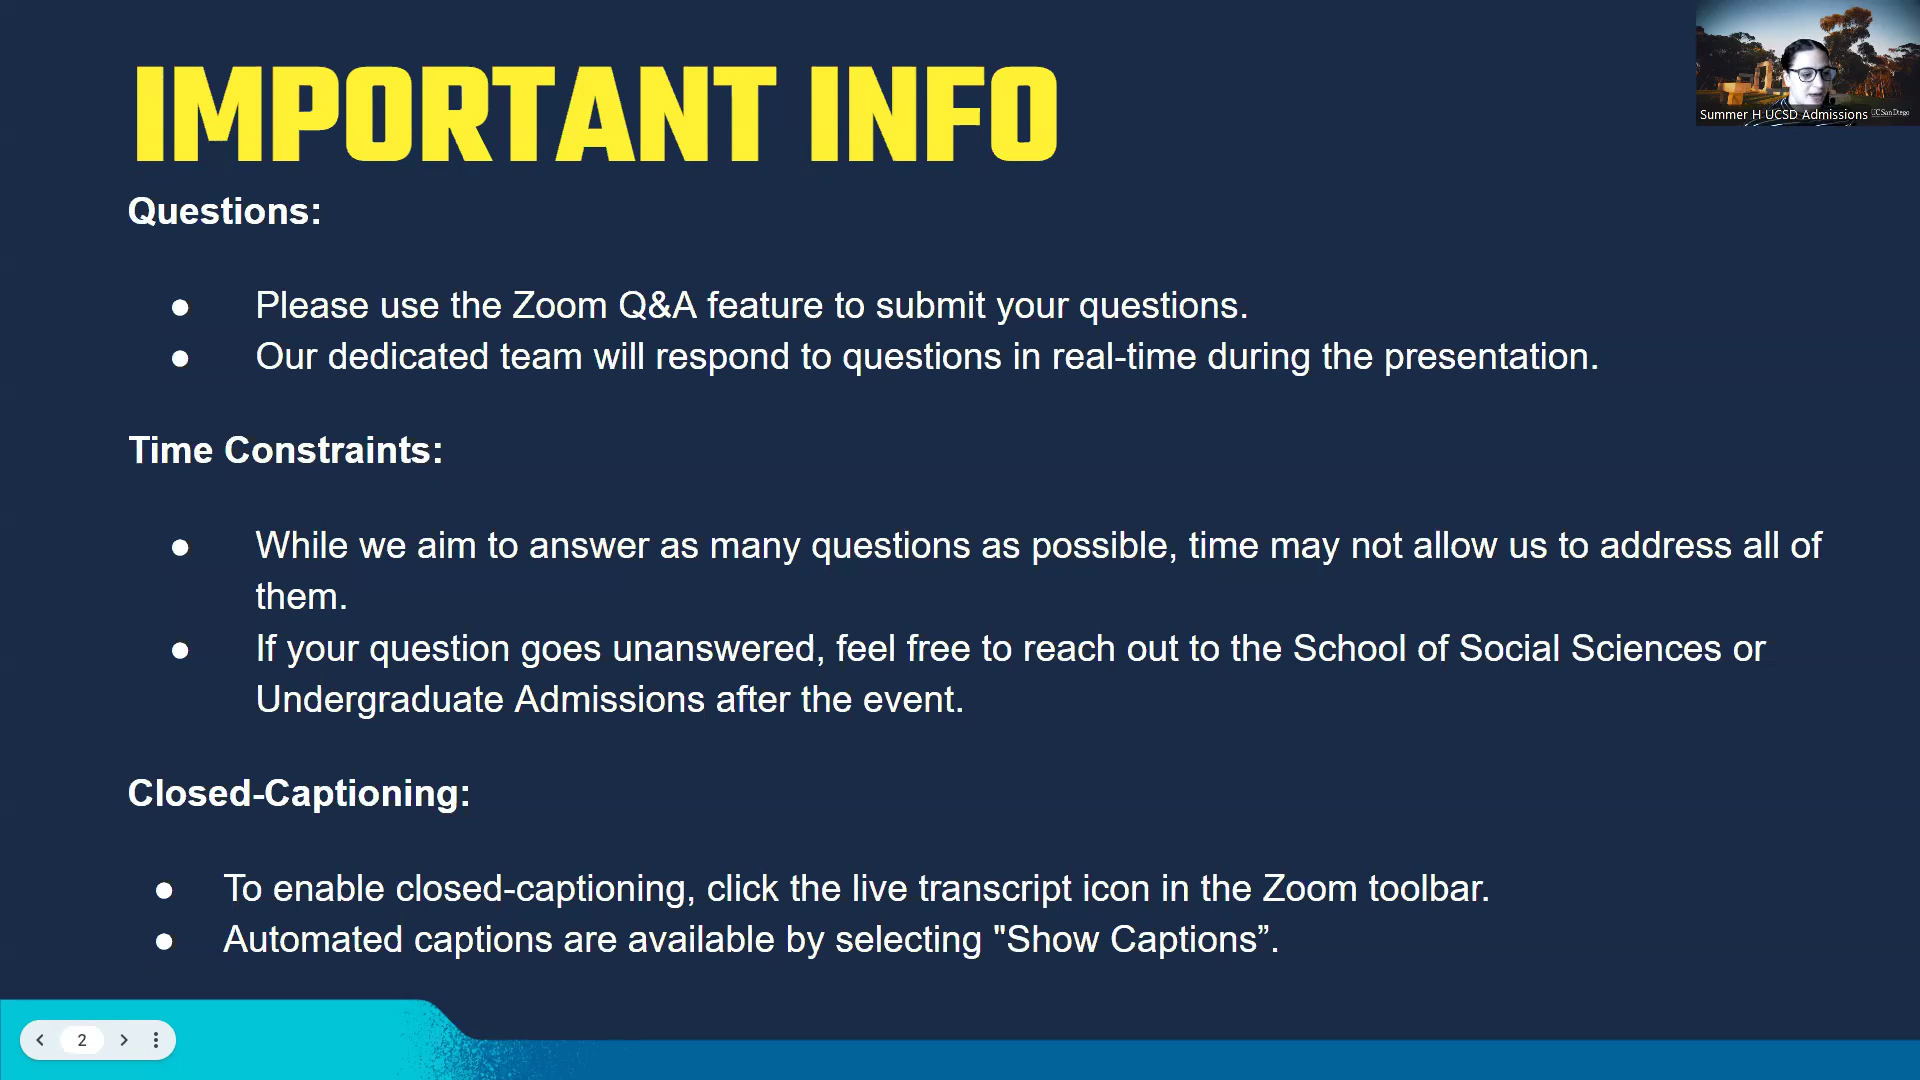 IMPORTANT INFO
Summer H UCSD Admissions
UC San Diego
Questions:
● Please use the Zoom Q&A feature to submit your questions.
● Our dedicated team will respond to questions in real-time during the presentation.
Time Constraints:
● While we aim to answer as many questions as possible, time may not allow us to address all of
them.
● If your question goes unanswered, feel free to reach out to the School of Social Sciences or
Undergraduate Admissions after the event.
Closed-Captioning:
● To enable closed-captioning, click the live transcript icon in the Zoom toolbar.
● Automated captions are available by selecting "Show Captions”.
2